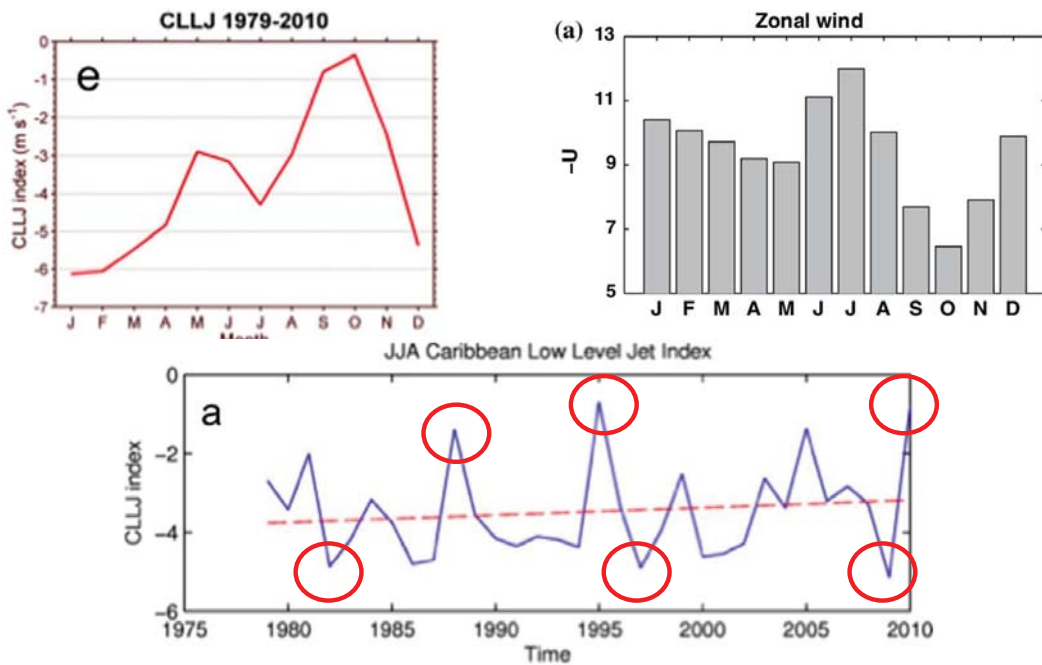 CLLJ 1979-2010
e
CLLJ index (m s⁻¹)
0
-1
-2
-3
-4
-5
-6
-7
J F M A M J J A S O N D
Month
(a) Zonal wind
-U
13
11
9
7
5
J F M A M J J A S O N D
JJA Caribbean Low Level Jet Index
a
CLLJ index
0
-2
-4
-6
1975 1980 1985 1990 1995 2000 2005 2010
Time